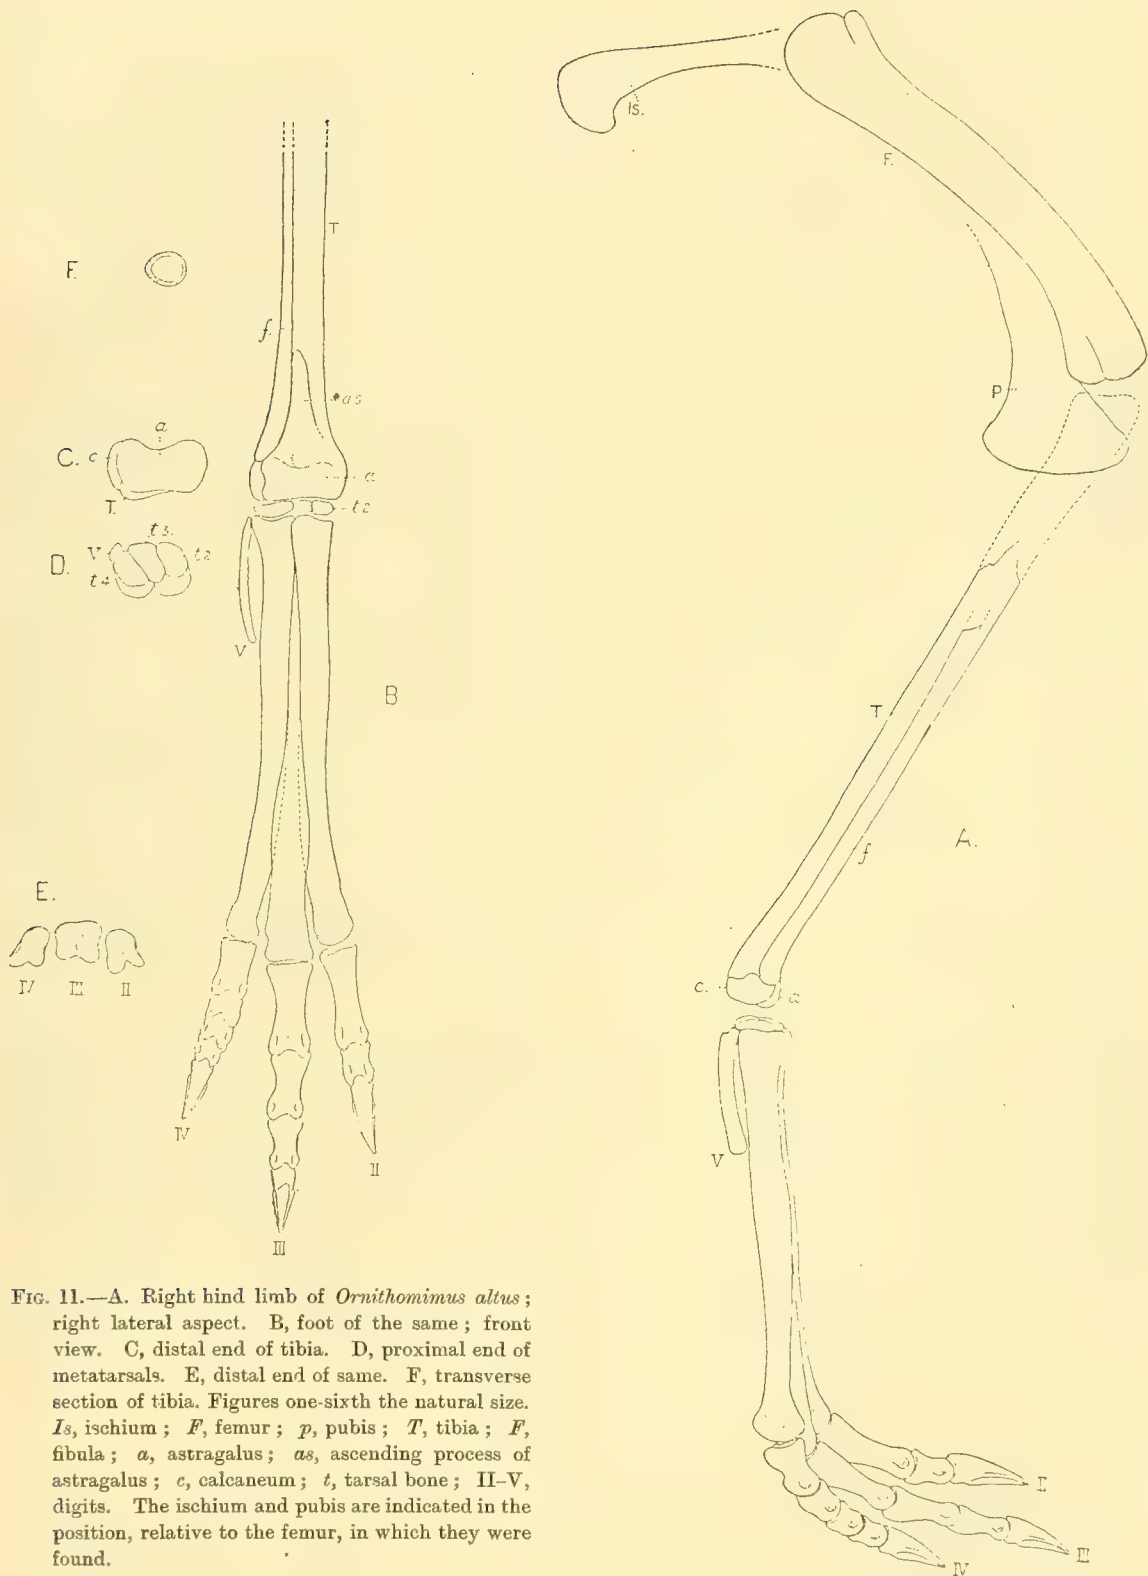 Is.
F.
T
F.
f.
as
P
a
C. c
a
T.
t2
t3.
V
t2
D.
t4
V
B
T
A.
f
E.
IV III II
c.
a
IV
II
V
III
FIG. 11.—A. Right hind limb of Ornithomimus altus;
right lateral aspect. B, foot of the same; front
view. C, distal end of tibia. D, proximal end of
metatarsals. E, distal end of same. F, transverse
section of tibia. Figures one-sixth the natural size.
Is, ischium; F, femur; p, pubis; T, tibia; F,
fibula; a, astragalus; as, ascending process of
astragalus; c, calcaneum; t, tarsal bone; II-V,
digits. The ischium and pubis are indicated in the
position, relative to the femur, in which they were
found.
III
IV